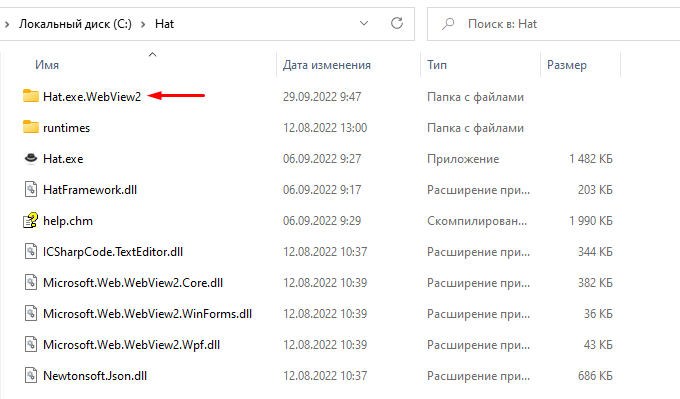 Локальный диск (C:) Hat Поиск в: Hat
Имя Дата изменения Тип Размер
Hat.exe.WebView2 29.09.2022 9:47 Папка с файлами
runtimes 12.08.2022 13:00 Папка с файлами
Hat.exe 06.09.2022 9:27 Приложение 1 482 КБ
HatFramework.dll 06.09.2022 9:17 Расширение при... 203 КБ
help.chm 06.09.2022 9:29 Скомпилирован... 1 990 КБ
ICSharpCode.TextEditor.dll 12.08.2022 10:37 Расширение при... 344 КБ
Microsoft.Web.WebView2.Core.dll 12.08.2022 10:39 Расширение при... 382 КБ
Microsoft.Web.WebView2.WinForms.dll 12.08.2022 10:39 Расширение при... 36 КБ
Microsoft.Web.WebView2.Wpf.dll 12.08.2022 10:39 Расширение при... 43 КБ
Newtonsoft.Json.dll 12.08.2022 10:37 Расширение при... 686 КБ